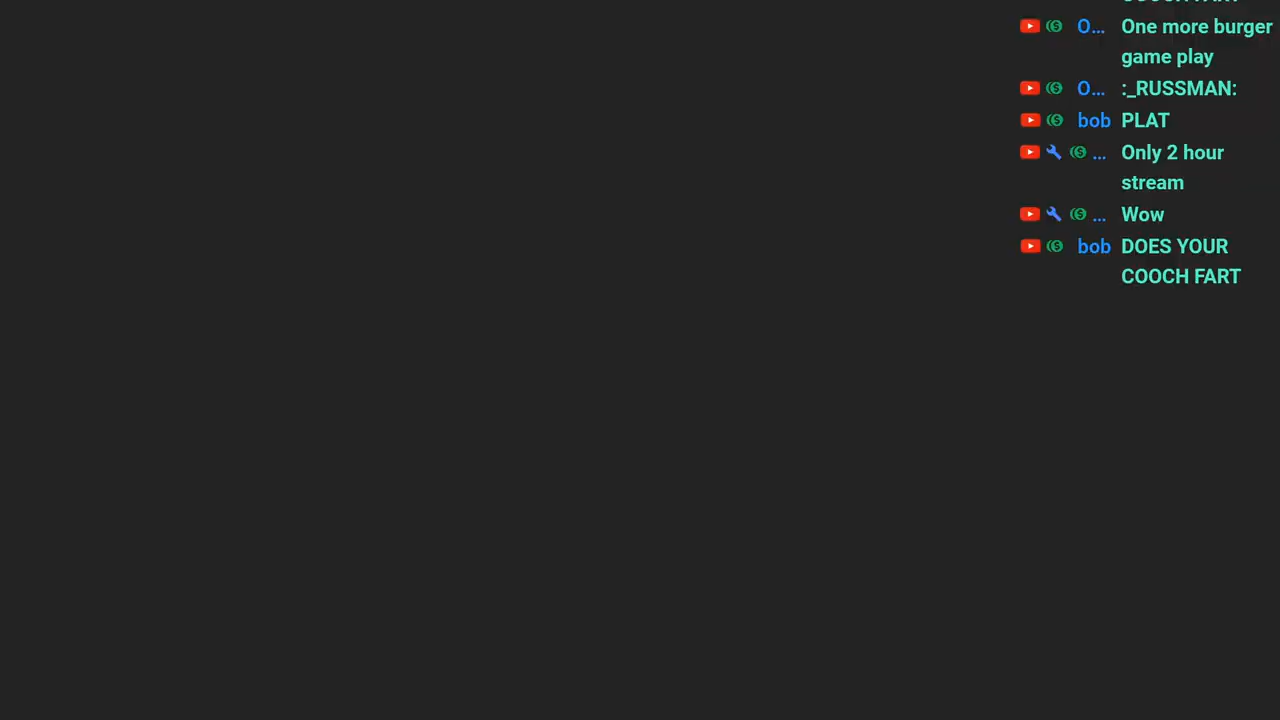 O... One more burger
game play
O... :_RUSSMAN:
bob PLAT
... Only 2 hour
stream
... Wow
bob DOES YOUR
COOCH FART